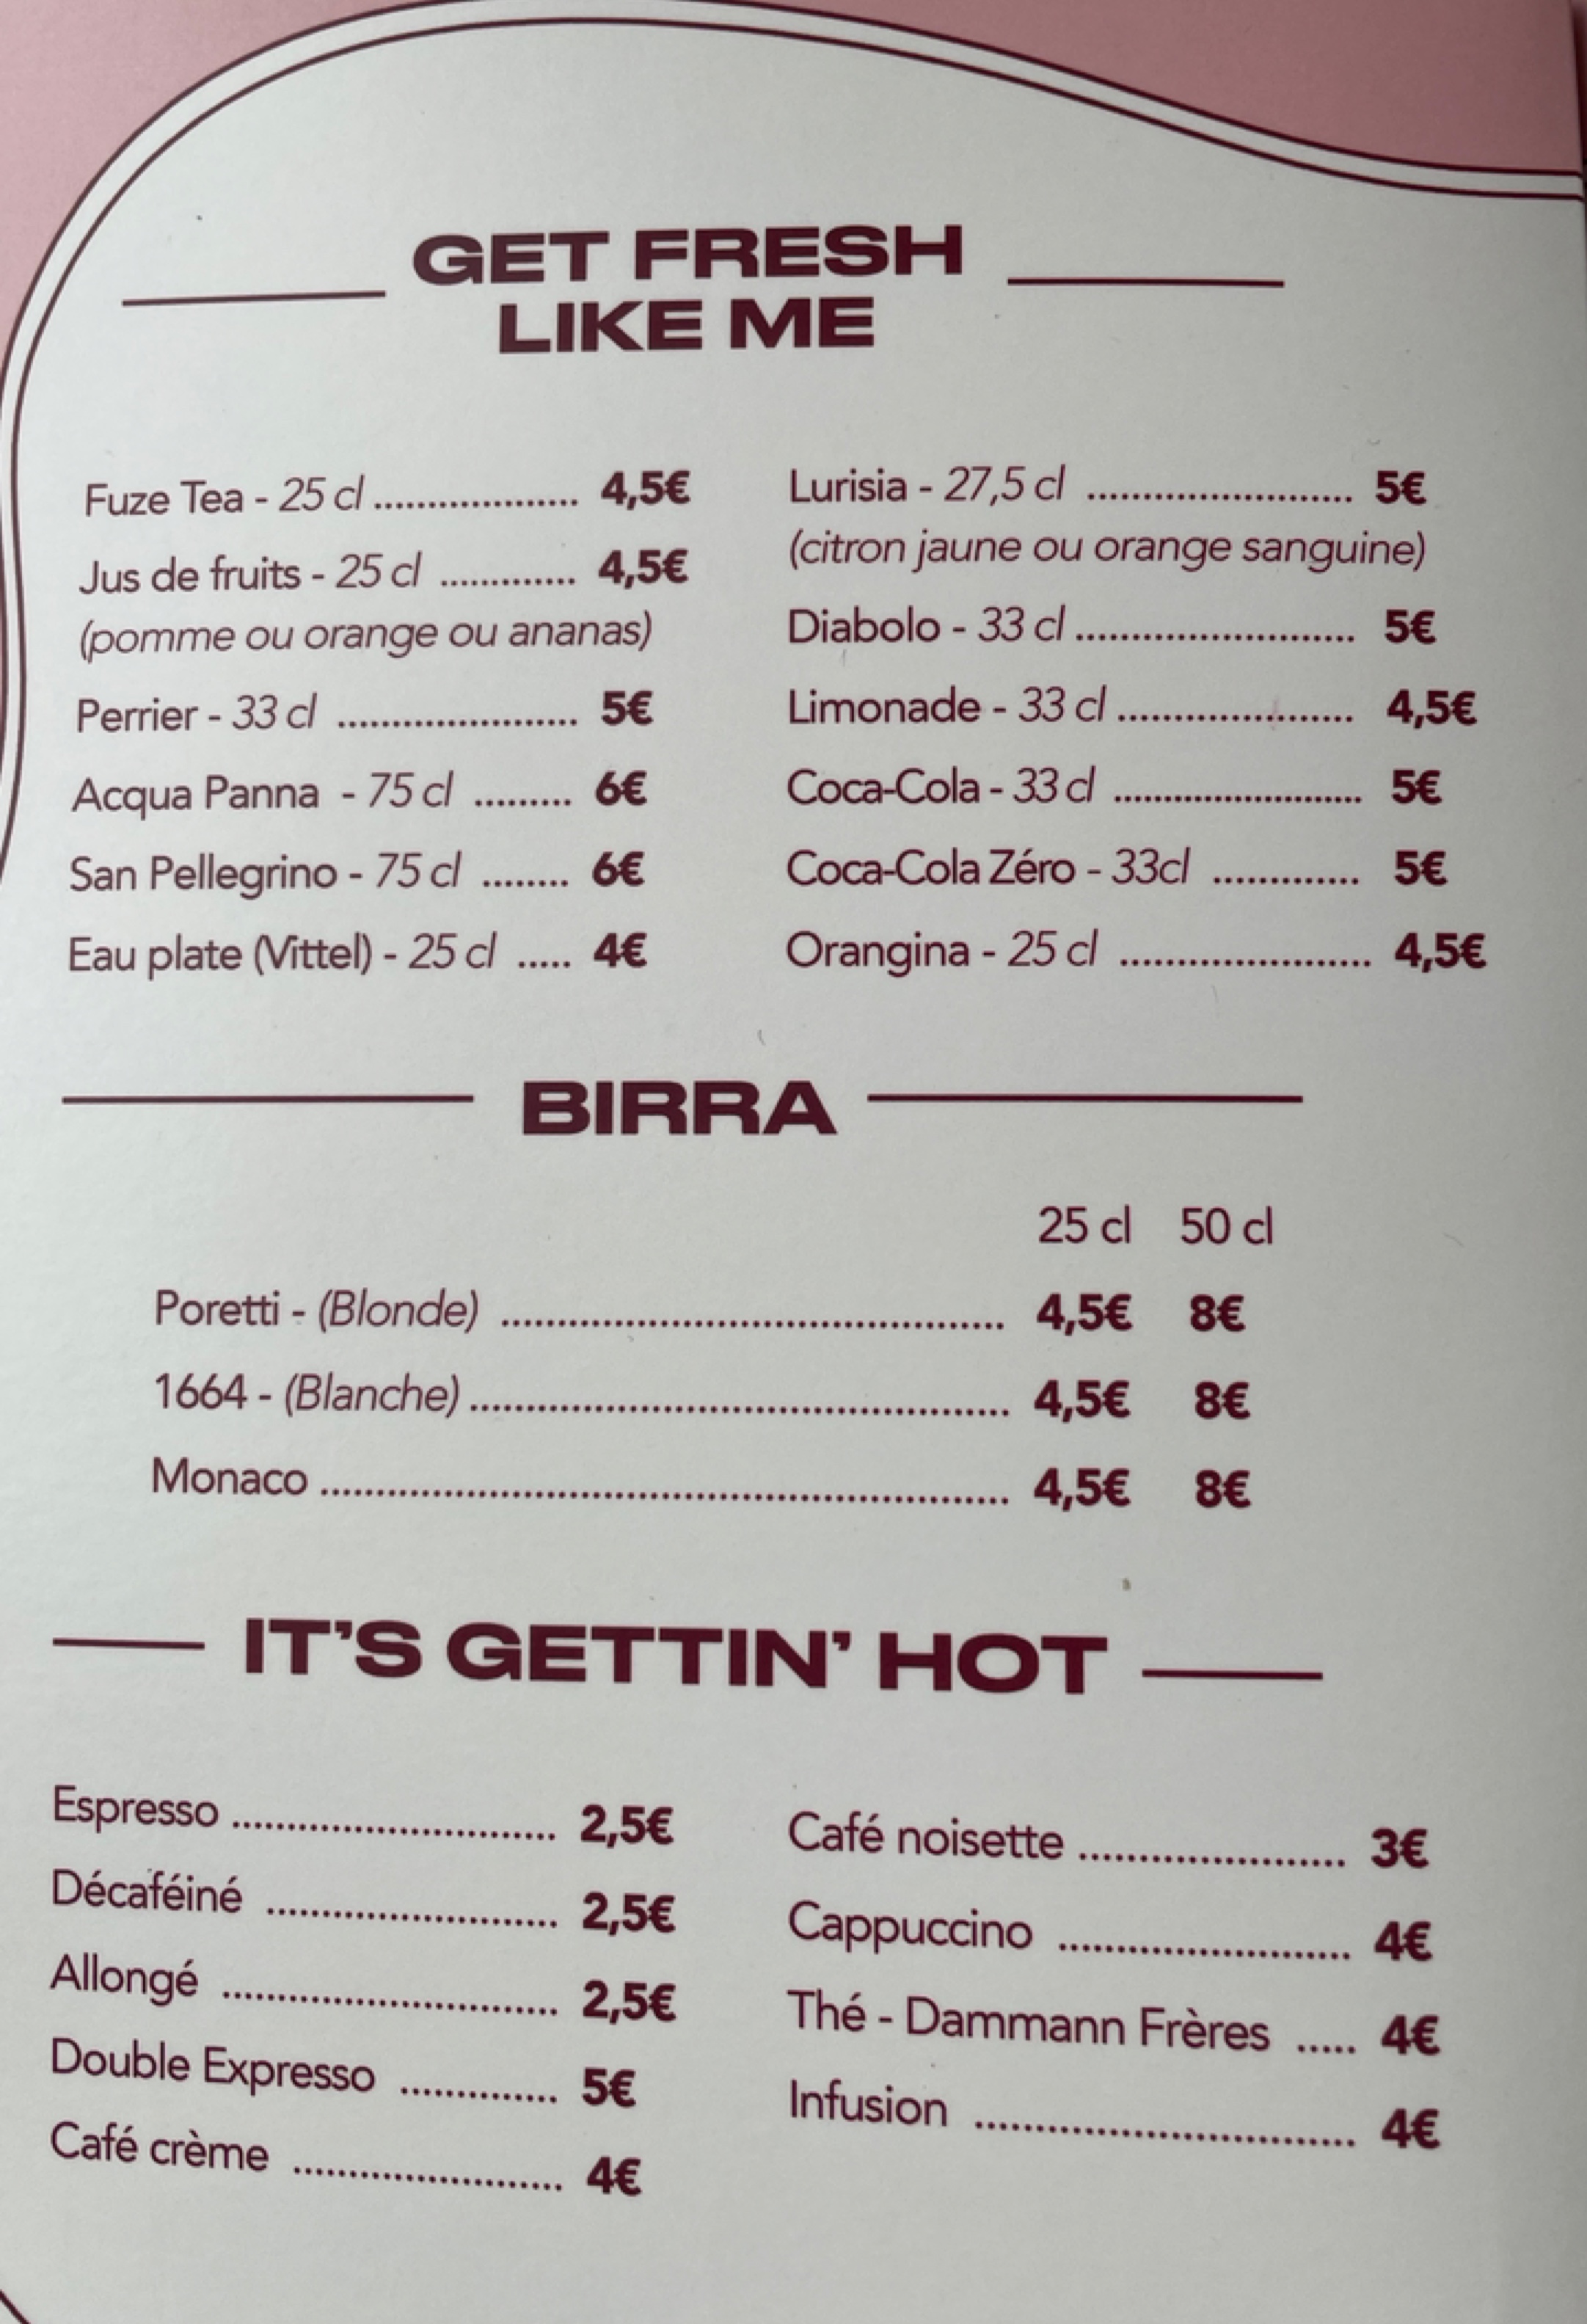 GET FRESH
LIKE ME
Fuze Tea - 25 cl ................... 4,5€
Jus de fruits - 25 cl ............. 4,5€
(pomme ou orange ou ananas)
Perrier - 33 cl ...................... 5€
Acqua Panna - 75 cl ......... 6€
San Pellegrino - 75 cl ........ 6€
Eau plate (Vittel) - 25 cl ..... 4€
Lurisia - 27,5 cl ........................ 5€
(citron jaune ou orange sanguine)
Diabolo - 33 cl ......................... 5€
Limonade - 33 cl ..................... 4,5€
Coca-Cola - 33 cl ......................... 5€
Coca-Cola Zéro - 33cl ............. 5€
Orangina - 25 cl ...................... 4,5€
BIRRA
25 cl 50 cl
Poretti - (Blonde) ............................................. 4,5€ 8€
1664 - (Blanche) ................................................ 4,5€ 8€
Monaco ............................................................. 4,5€ 8€
IT'S GETTIN' HOT
Espresso ............................. 2,5€
Décaféiné .......................... 2,5€
Allongé .............................. 2,5€
Double Expresso .............. 5€
Café crème ........................ 4€
Café noisette ...................... 3€
Cappuccino ........................ 4€
Thé - Dammann Frères ..... 4€
Infusion ................................ 4€